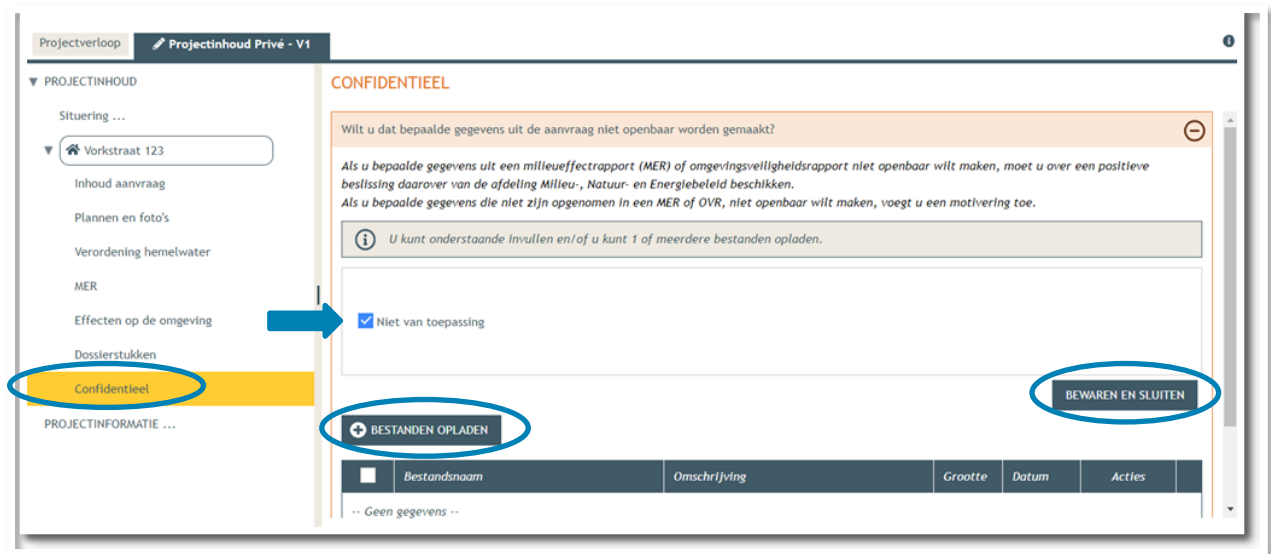 Projectverloop
Projectinhoud Privé - V1
PROJECTINHOUD
Situering ...
Vorkstraat 123
Inhoud aanvraag
Plannen en foto's
Verordening hemelwater
MER
Effecten op de omgeving
Dossierstukken
Confidentieel
PROJECTINFORMATIE ...
CONFIDENTIEEL
Wilt u dat bepaalde gegevens uit de aanvraag niet openbaar worden gemaakt?
Als u bepaalde gegevens uit een milieueffectrapport (MER) of omgevingsveiligheidsrapport niet openbaar wilt maken, moet u over een positieve
beslissing daarover van de afdeling Milieu-, Natuur- en Energiebeleid beschikken.
Als u bepaalde gegevens die niet zijn opgenomen in een MER of OVR, niet openbaar wilt maken, voegt u een motivering toe.
U kunt onderstaande invullen en/of u kunt 1 of meerdere bestanden opladen.
Niet van toepassing
BEWAREN EN SLUITEN
BESTANDEN OPLADEN
Bestandsnaam Omschrijving Grootte Datum Acties
-- Geen gegevens --